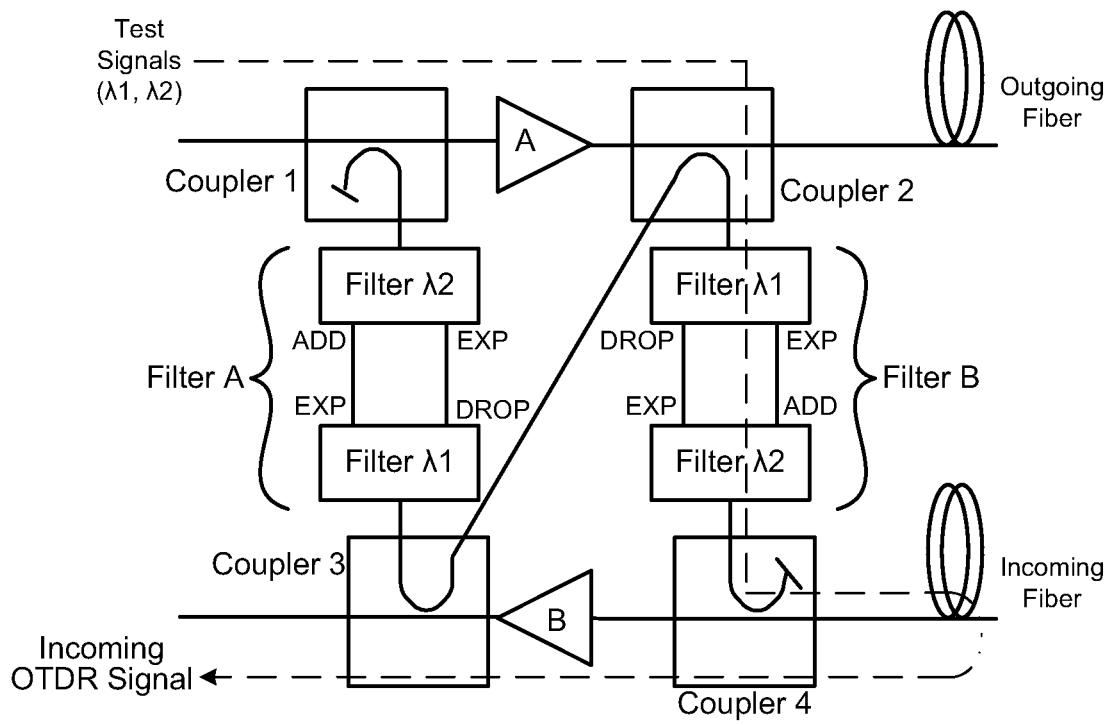 Test
Signals
(λ1, λ2)
Outgoing
Fiber
A
Coupler 1
Coupler 2
Filter λ2
Filter λ1
ADD
EXP
DROP
EXP
Filter A
Filter B
EXP
DROP
EXP
ADD
Filter λ1
Filter λ2
Coupler 3
Incoming
Fiber
B
Incoming
OTDR Signal
Coupler 4